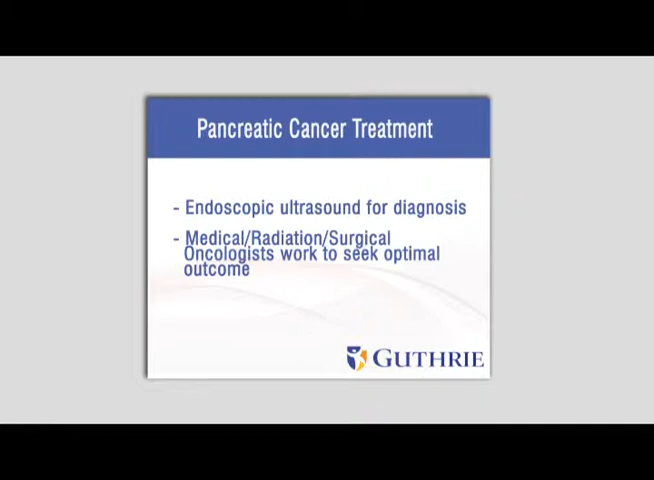 Pancreatic Cancer Treatment
- Endoscopic ultrasound for diagnosis
- Medical/Radiation/Surgical
Oncologists work to seek optimal
outcome
GUTHRIE